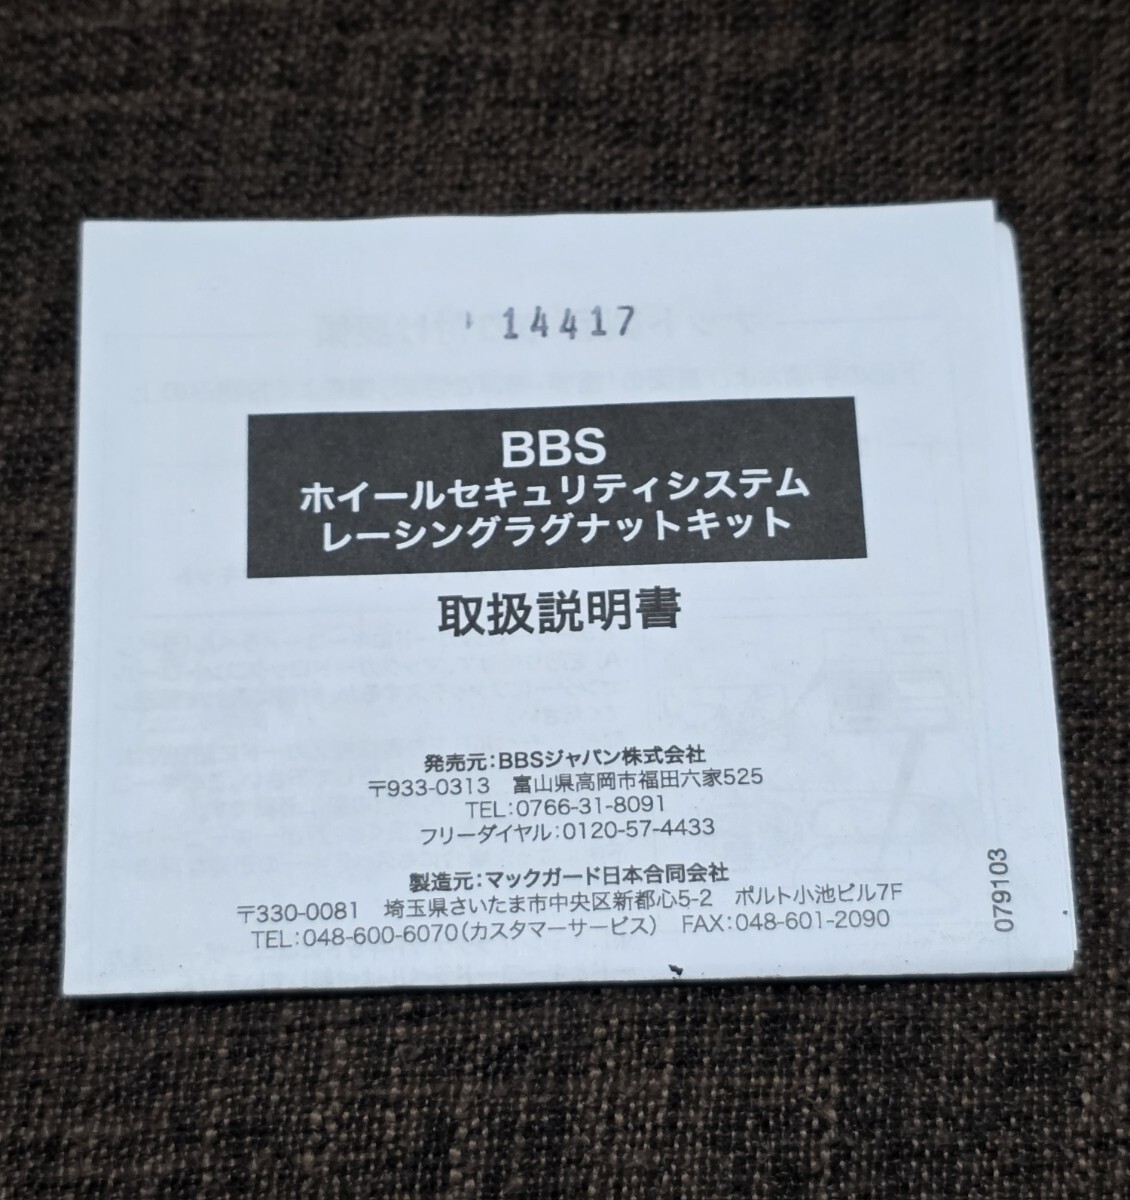 14417
BBS
ホイールセキュリティシステム
レーシングラグナットキット
取扱説明書
発売元：BBSジャパン株式会社
〒933-0313　富山県高岡市福田六家525
TEL：0766-31-8091
フリーダイヤル：0120-57-4433
製造元：マックガード日本合同会社
〒330-0081　埼玉県さいたま市中央区新都心5-2　ポルト小池ビル7F
TEL：048-600-6070（カスタマーサービス）　FAX：048-601-2090
079103